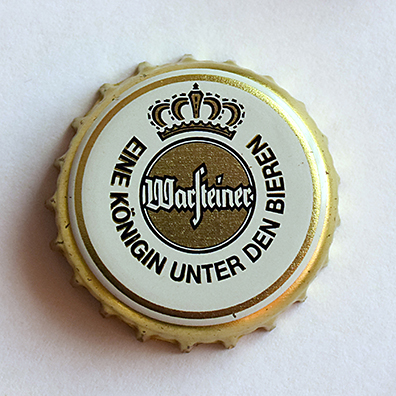 Warsteiner
EINE KÖNIGIN UNTER DEN BIEREN